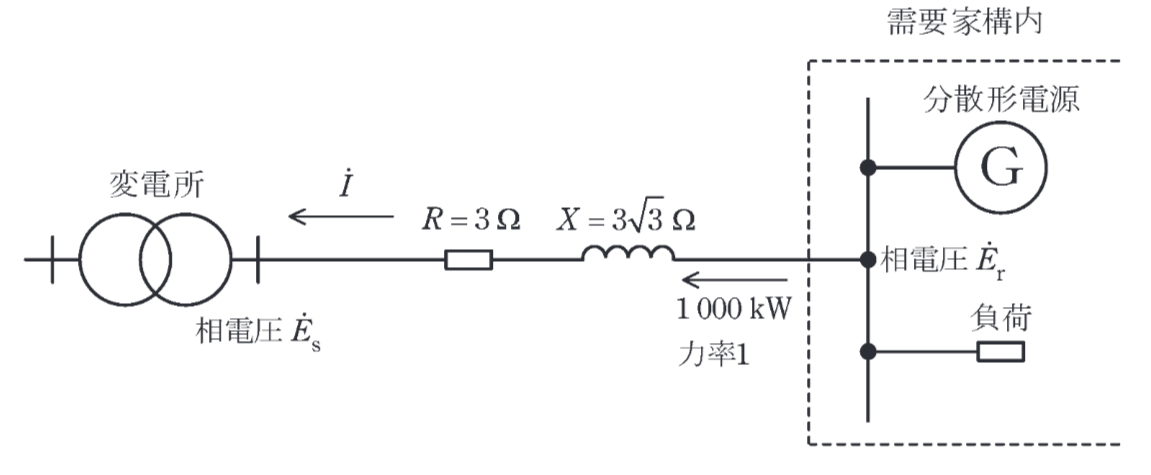 需要家構内
分散形電源
G
変電所
İ
R = 3 Ω
X = 3√3 Ω
相電圧 Ėr
1 000 kW
力率1
相電圧 Ės
負荷